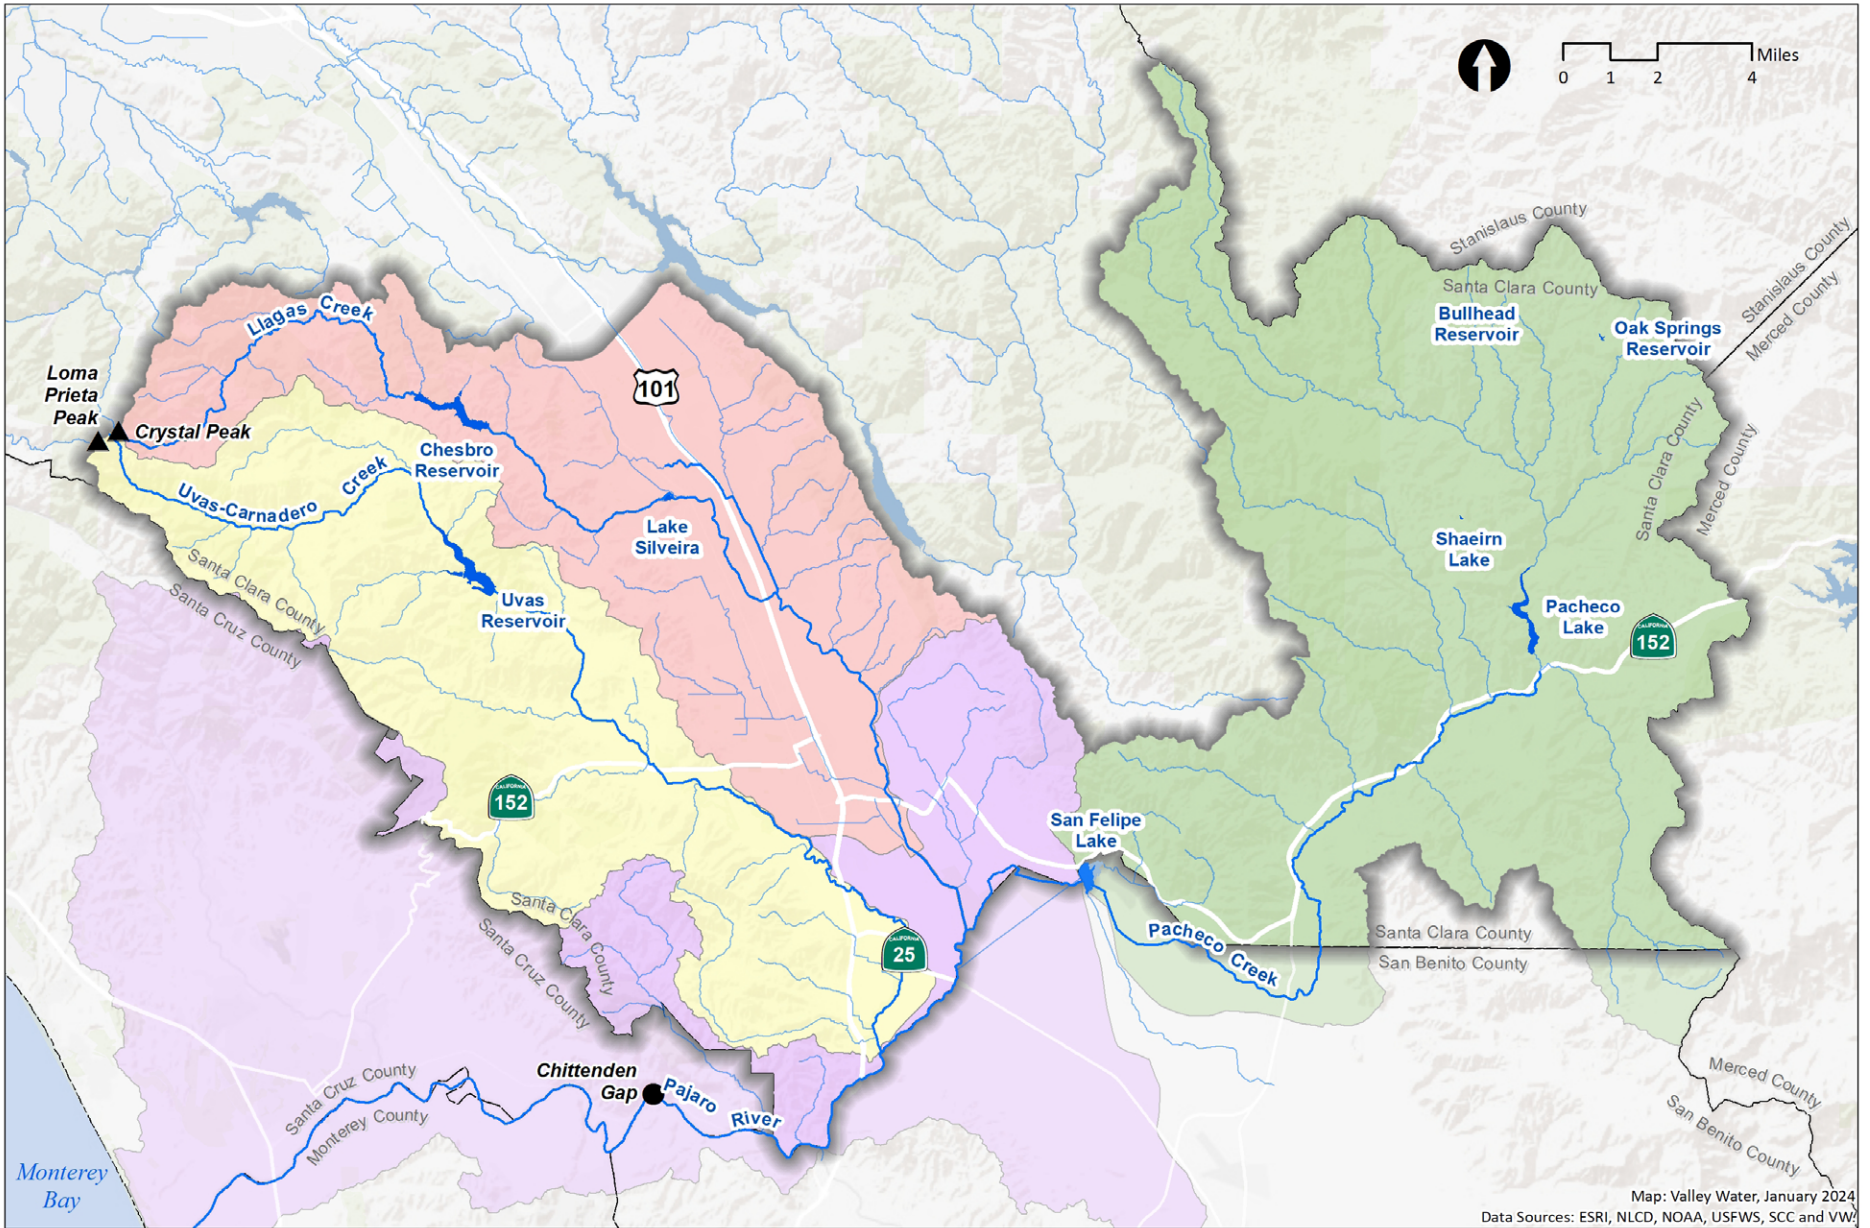 Miles
0 1 2 4
Stanislaus County
Santa Clara County
Stanislaus County
Merced County
Bullhead
Reservoir
Oak Springs
Reservoir
Llagas Creek
Loma
Prieta
Peak
Crystal Peak
101
Chesbro
Reservoir
Uvas-Carnadero Creek
Lake
Silveira
Santa Clara County
Merced County
Shaeirn
Lake
Santa Clara County
Santa Cruz County
Uvas
Reservoir
Pacheco
Lake
CALIFORNIA
152
CALIFORNIA
152
San Felipe
Lake
Santa Clara County
Santa Cruz County
CALIFORNIA
25
Pacheco Creek
Santa Clara County
San Benito County
Chittenden
Gap
Pajaro River
Santa Cruz County
Monterey County
Merced County
San Benito County
Monterey
Bay
Map: Valley Water, January 2024
Data Sources: ESRI, NLCD, NOAA, USFWS, SCC and VW